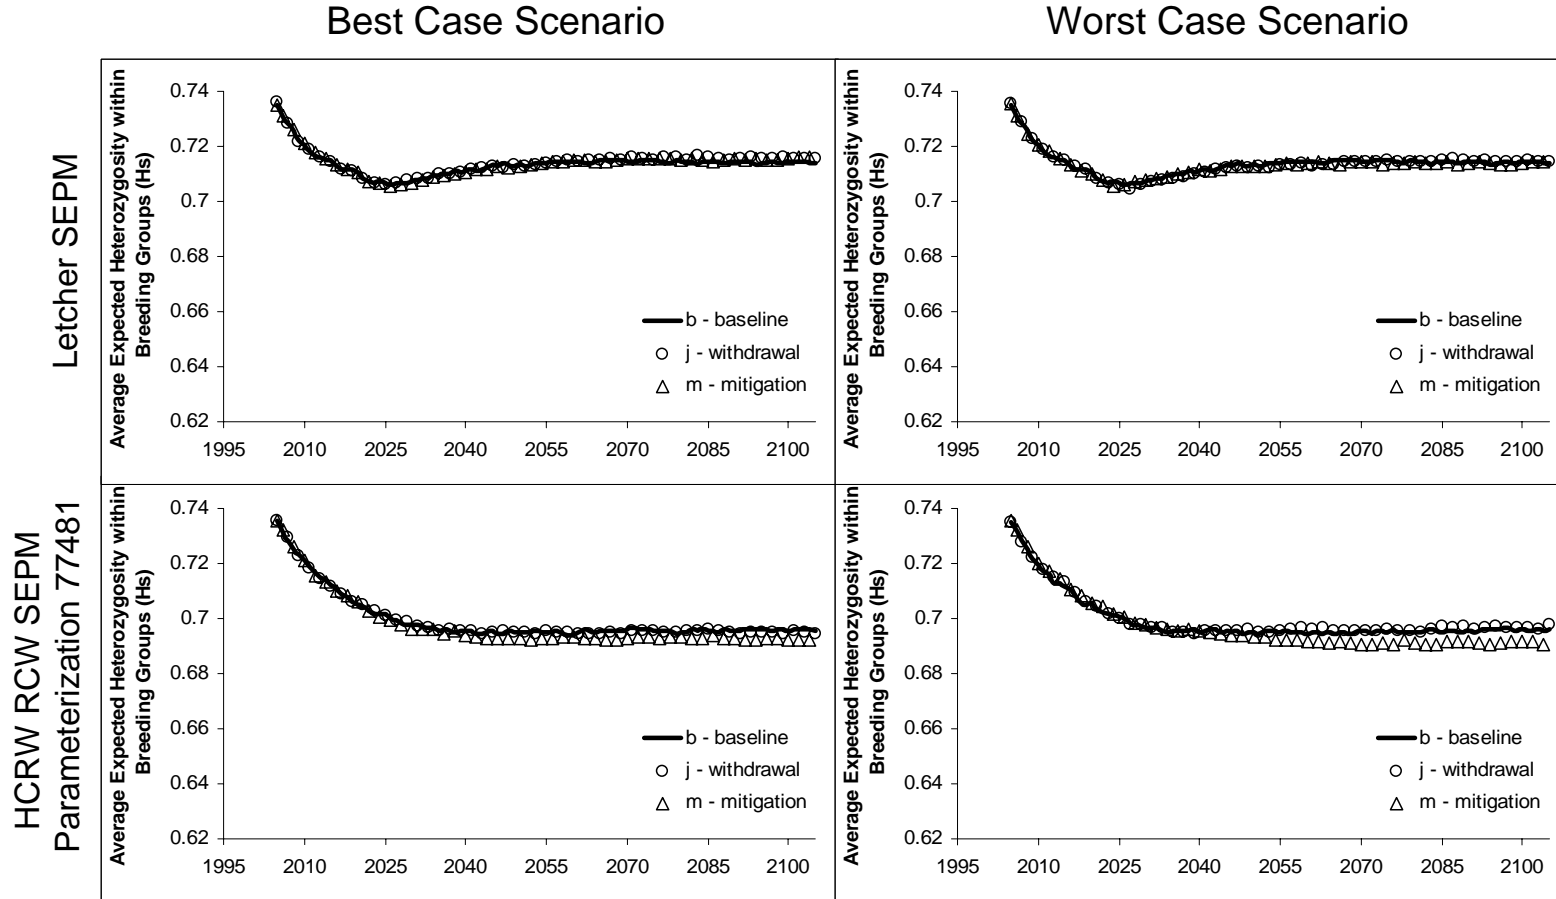 Best Case Scenario
Worst Case Scenario
Letcher SEPM
Average Expected Heterozygosity within
Breeding Groups (Hs)
0.74
0.72
0.7
0.68
0.66
0.64
0.62
1995 2010 2025 2040 2055 2070 2085 2100
b - baseline
j - withdrawal
m - mitigation
Average Expected Heterozygosity within
Breeding Groups (Hs)
0.74
0.72
0.7
0.68
0.66
0.64
0.62
1995 2010 2025 2040 2055 2070 2085 2100
b - baseline
j - withdrawal
m - mitigation
HCRW RCW SEPM
Parameterization 77481
Average Expected Heterozygosity within
Breeding Groups (Hs)
0.74
0.72
0.7
0.68
0.66
0.64
0.62
1995 2010 2025 2040 2055 2070 2085 2100
b - baseline
j - withdrawal
m - mitigation
Average Expected Heterozygosity within
Breeding Groups (Hs)
0.74
0.72
0.7
0.68
0.66
0.64
0.62
1995 2010 2025 2040 2055 2070 2085 2100
b - baseline
j - withdrawal
m - mitigation